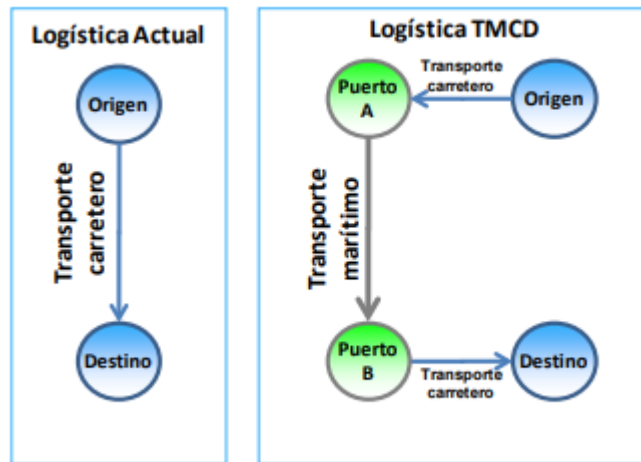 Logística Actual
Origen
Transporte
carretero
Destino
Logística TMCD
Puerto
A
Transporte
carretero
Origen
Transporte
marítimo
Puerto
B
Transporte
carretero
Destino